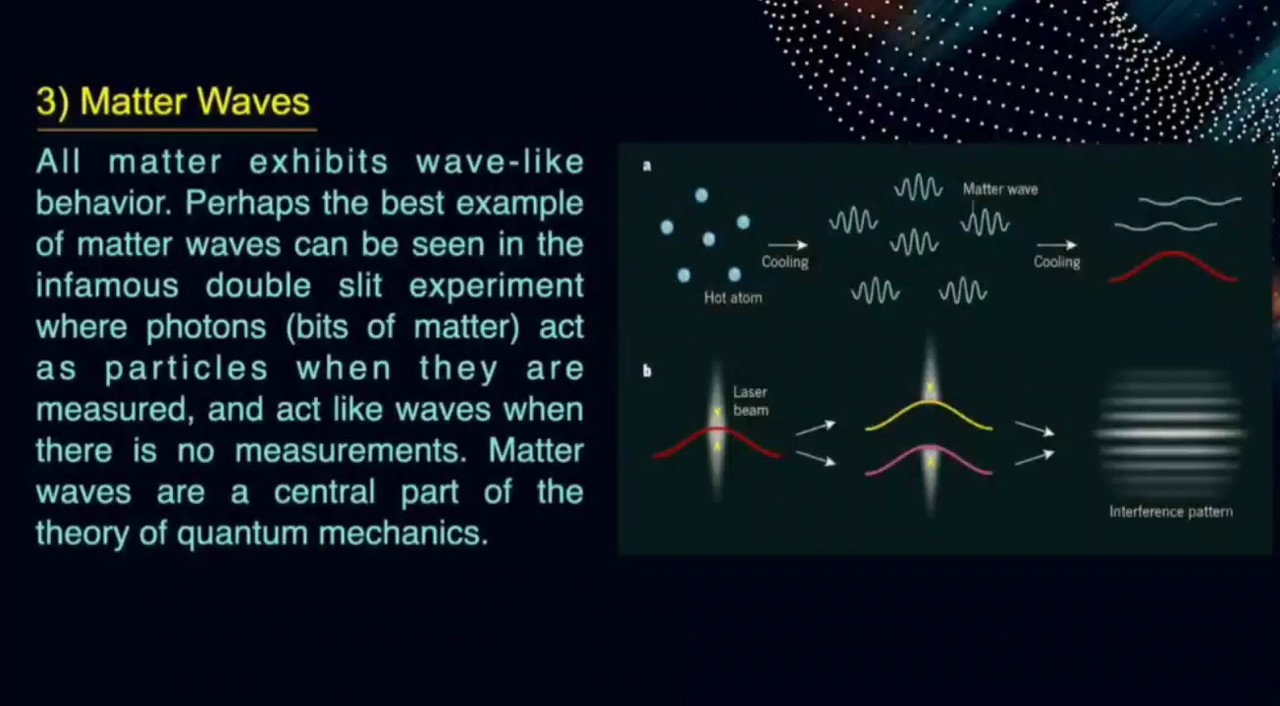 3) Matter Waves
All matter exhibits wave-like
behavior. Perhaps the best example
of matter waves can be seen in the
infamous double slit experiment
where photons (bits of matter) act
as particles when they are
measured, and act like waves when
there is no measurements. Matter
waves are a central part of the
theory of quantum mechanics.
a
Matter wave
Cooling
Cooling
Hot atom
b
Laser
beam
Interference pattern